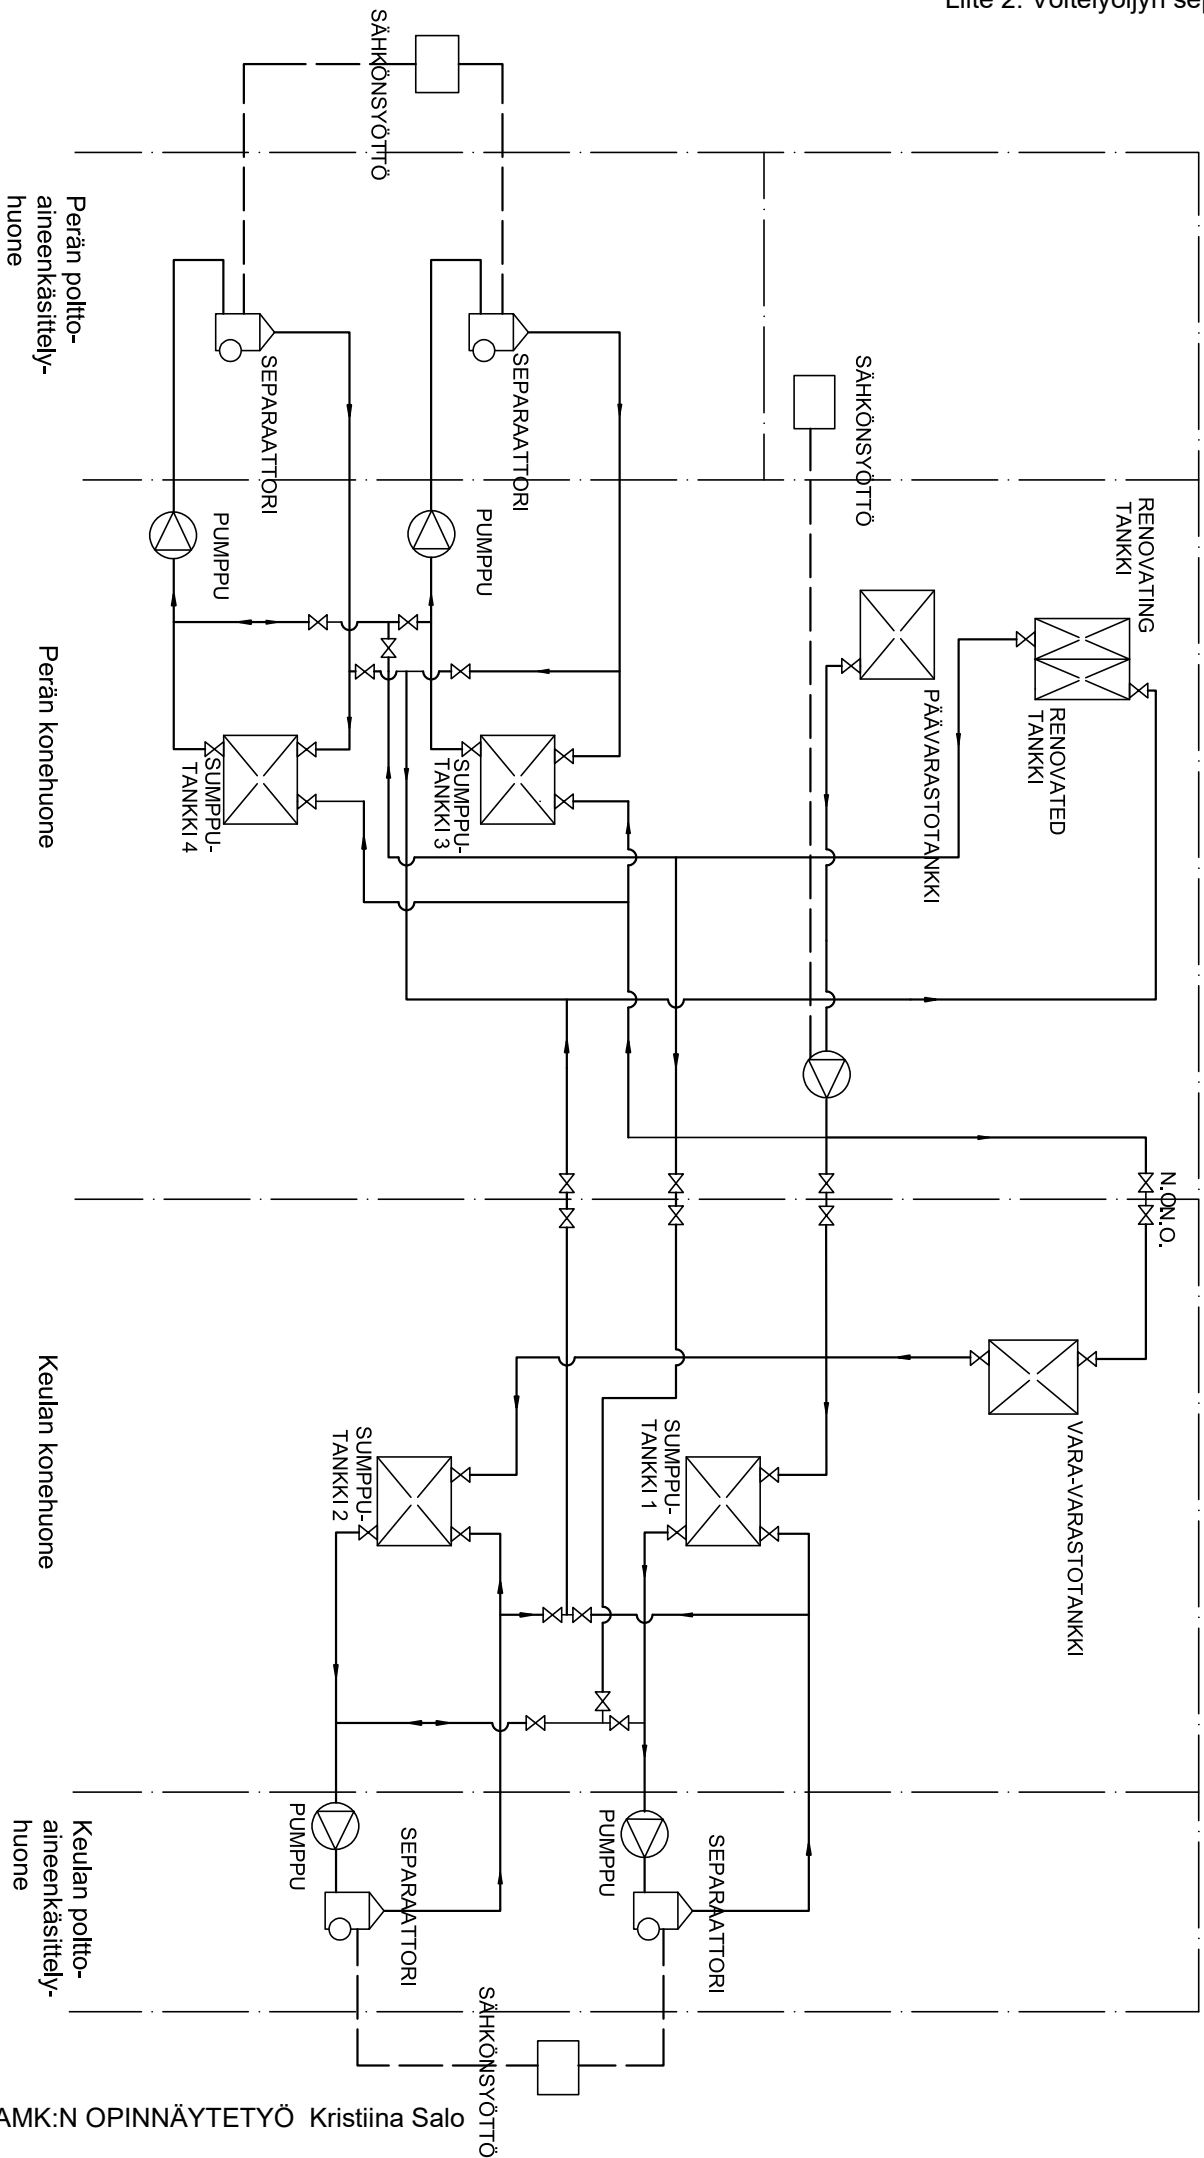 Liite 2. Voitelyöljyn sep
SÄHKÖNSYÖTTÖ
Perän poltto-
aineenkäsittely-
huone
SEPARAATTORI
SEPARAATTORI
SÄHKÖNSYÖTTÖ
PUMPPU
PUMPPU
RENOVATING
TANKKI
RENOVATED
TANKKI
PÄÄVARASTOTANKKI
Perän konehuone
SUMPPU-
TANKKI 4
SUMPPU-
TANKKI 3
N.O.
N.O.
VARA-VARASTOTANKKI
Keulan konehuone
SUMPPU-
TANKKI 2
SUMPPU-
TANKKI 1
PUMPPU
PUMPPU
SEPARAATTORI
SEPARAATTORI
Keulan poltto-
aineenkäsittely-
huone
SÄHKÖNSYÖTTÖ
AMK:N OPINNÄYTETYÖ Kristiina Salo